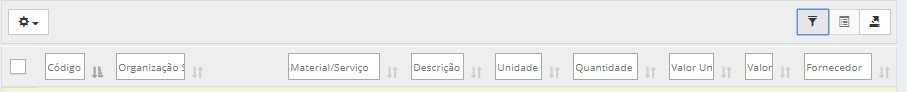 Código Organização S Material/Serviço Descrição Unidade Quantidade Valor Un Valor Fornecedor